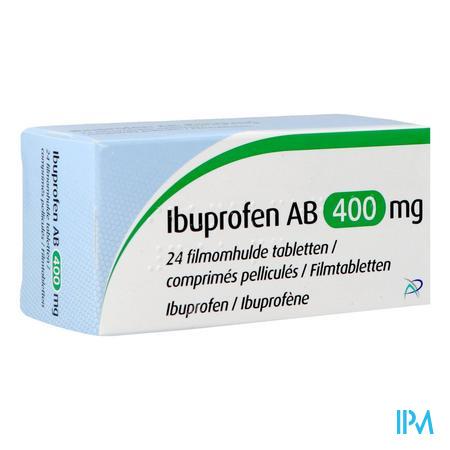 Ibuprofen AB 400 mg
24 filmomhulde tabletten /
comprimés pelliculés / Filmtabletten
Ibuprofen / Ibuprofène
Ibuprofen AB 400 mg
24 filmomhulde tabletten /
comprimés pelliculés / Filmtabletten
IPM